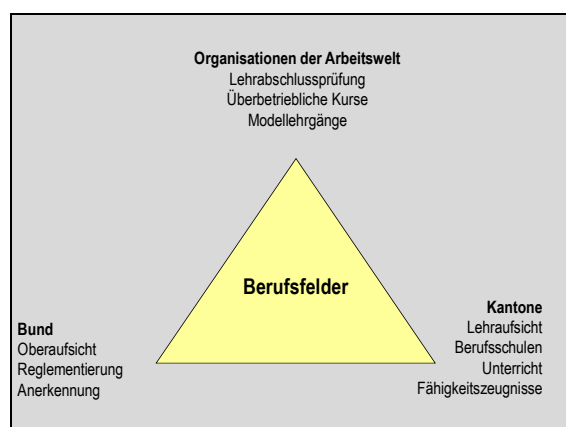 Organisationen der Arbeitswelt
Lehrabschlussprüfung
Überbetriebliche Kurse
Modellehrgänge
Berufsfelder
Bund
Oberaufsicht
Reglementierung
Anerkennung
Kantone
Lehraufsicht
Berufsschulen
Unterricht
Fähigkeitszeugnisse